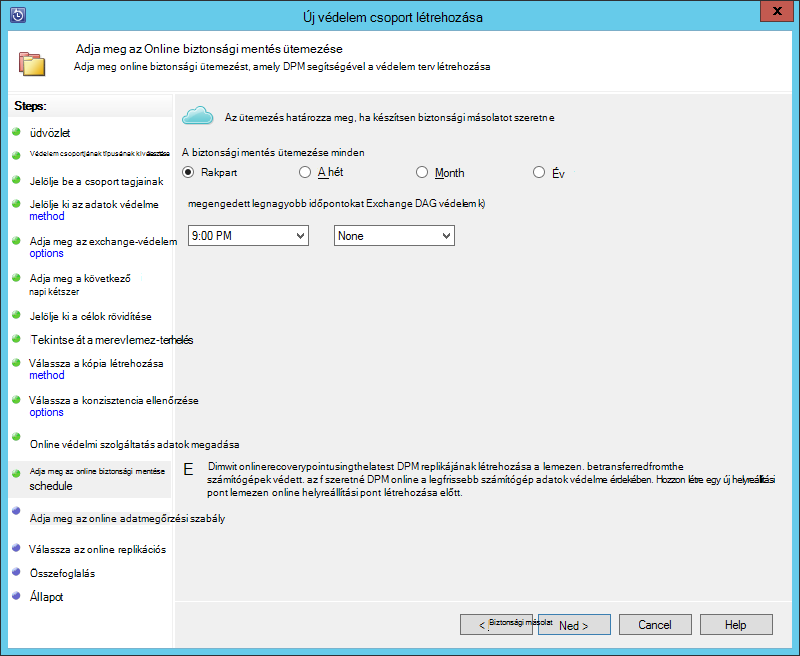 Új védelem csoport létrehozása
x
Adja meg az Online biztonsági mentés ütemezése
Adja meg online biztonsági ütemezést, amely DPM segítségével a védelem terv létrehozása
Steps:
üdvözlet
Védelem csoportjának típusának kiválasztása
Jelölje be a csoport tagjainak
Jelölje ki az adatok védelme
method
Adja meg az exchange-védelem
options
Adja meg a következő
napi kétszer
Jelölje ki a célok rövidítése
Tekintse át a merevlemez-terhelés
Válassza a kópia létrehozása
method
Válassza a konzisztencia ellenőrzése
options
Online védelmi szolgáltatás adatok megadása
Adja meg az online biztonsági mentése
schedule
Adja meg az online adatmegőrzési szabály
Válassza az online replikációs
Összefoglalás
Állapot
Az ütemezés határozza meg, ha készítsen biztonsági másolatot szeretne
A biztonsági mentés ütemezése minden
Rakpart
A hét
Month
Év
megengedett legnagyobb időpontokat Exchange DAG védelem k)
9:00 PM
None
E
Dimwit onlinerecoverypointusingthelatest DPM replikájának létrehozása a lemezen. betransferredfromthe
számítógépek védett. az f szeretné DPM online a legfrissebb számítógép adatok védelme érdekében. Hozzon létre egy új helyreállítási
pont lemezen online helyreállítási pont létrehozása előtt.
< Biztonsági másolat
Ned >
Cancel
Help